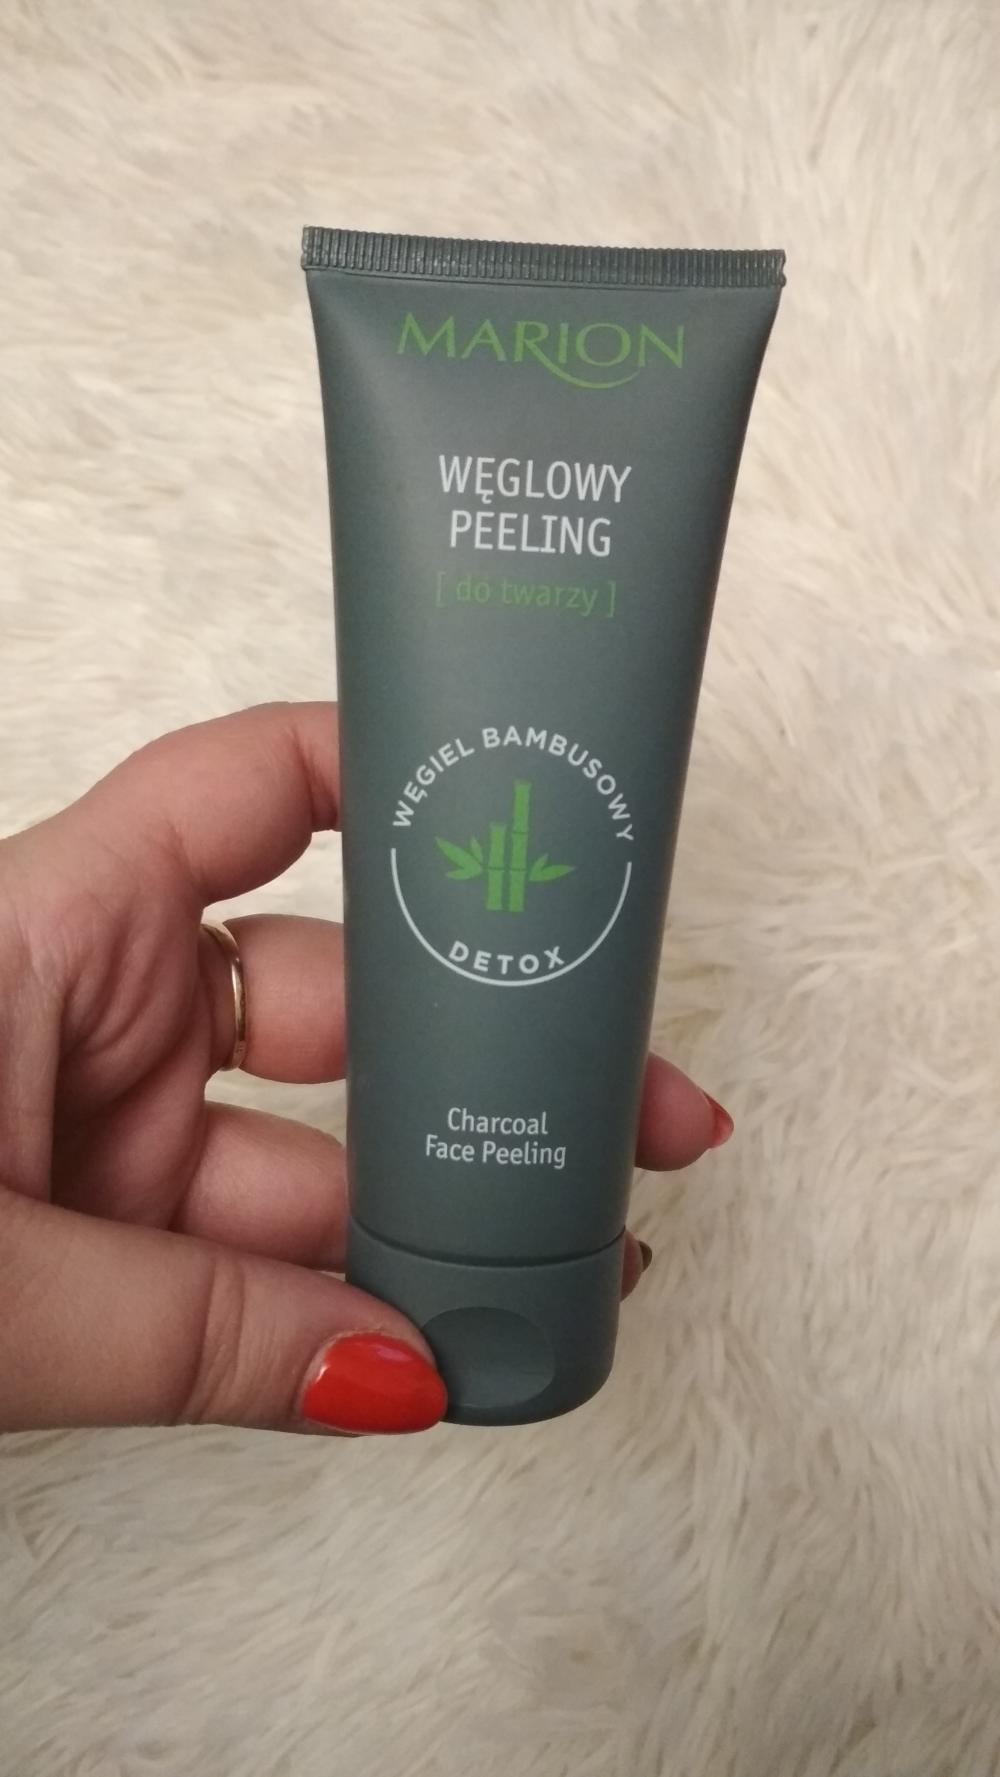 MARION
WĘGLOWY
PEELING
[ do twarzy ]
WĘGIEL BAMBUSOWY
DETOX
Charcoal
Face Peeling